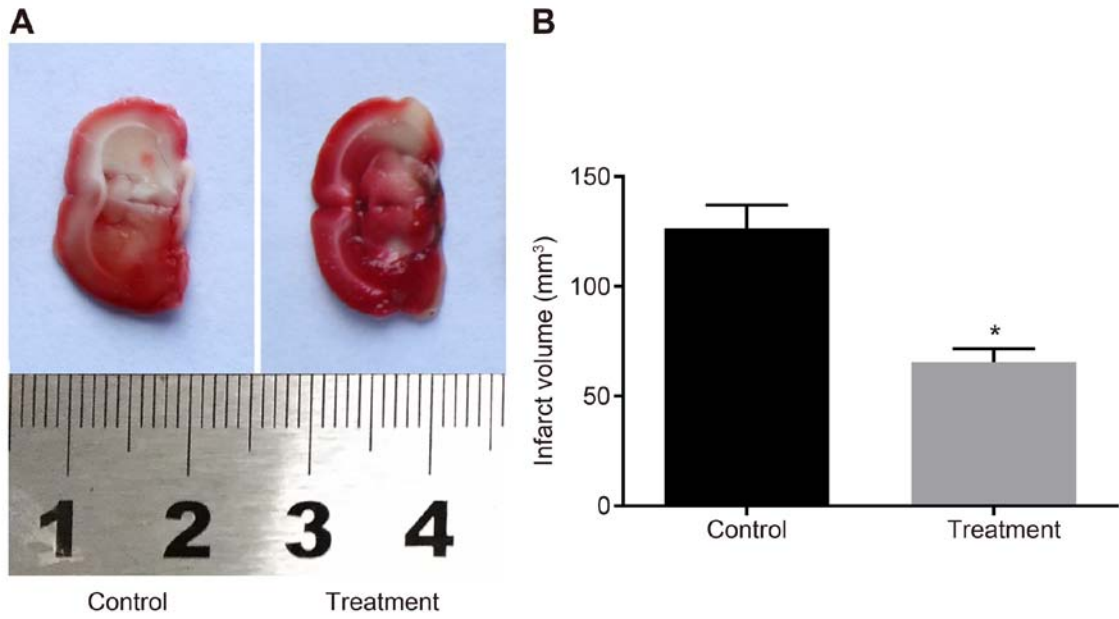 A
B
1 2 3 4
Control Treatment
Infarct volume (mm³)
150
100
50
0
*
Control Treatment